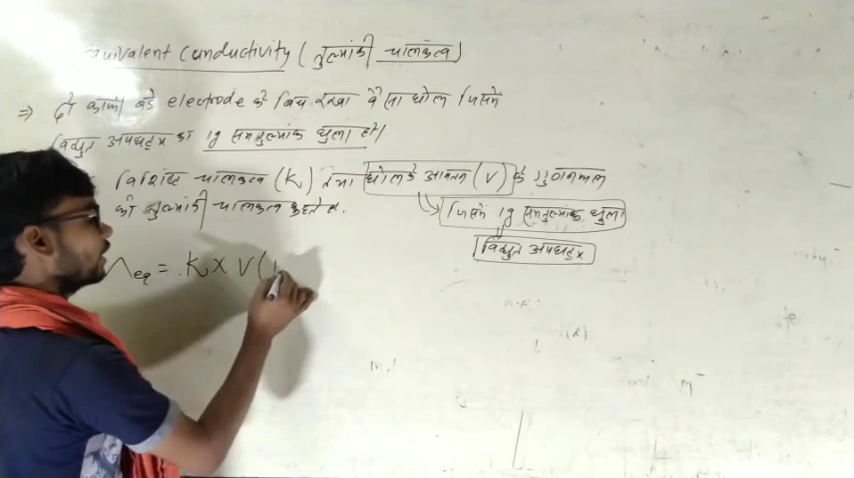 Equivalent Conductivity (तुल्यांकी चालकत्व)
⇒ दो काफी बडे electrode के बिच रखा वैसा घोल जिसमें
विद्युत अपघट्य का 1g समतुल्यांक घुला हो।
विशिष्ट चालकत्व (K) तथा घोल के आयतन (V) के गुणनफल
को तुल्यांकी चालकत्व कहते है.
जिसमें 1g समतुल्यांक घुला
विद्युत अपघट्य
Λeq = K × V (